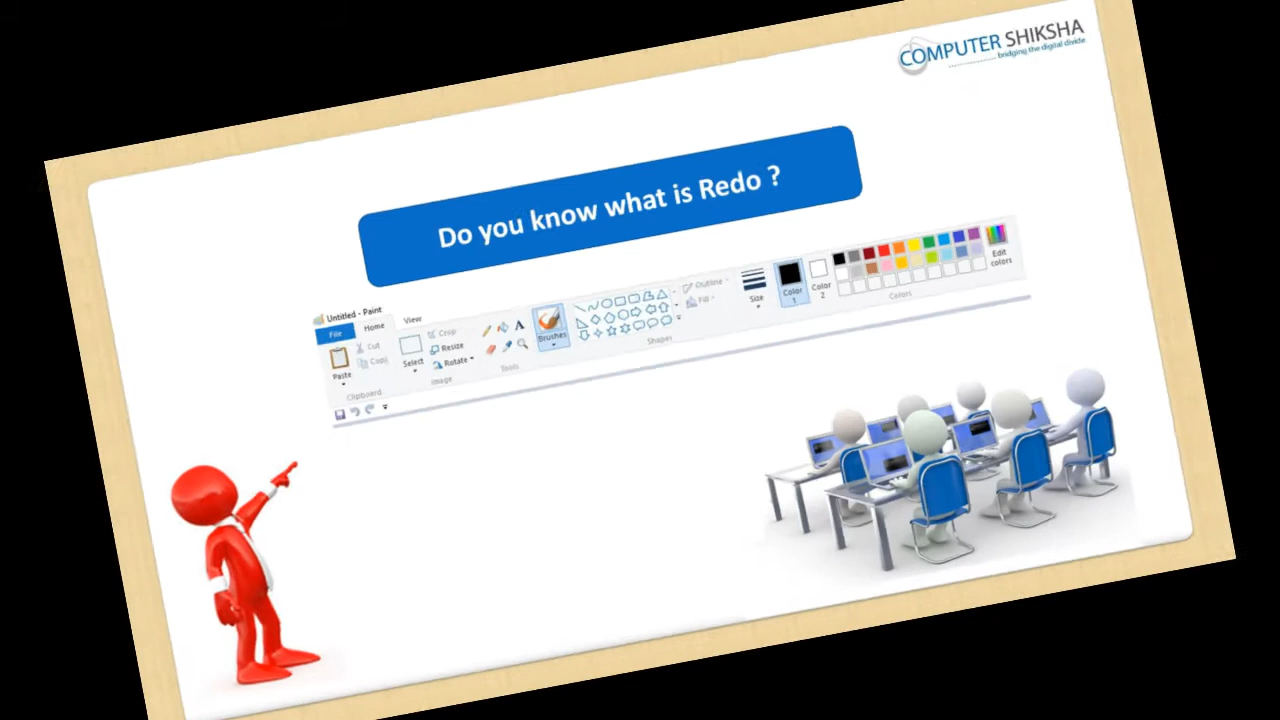 COMPUTER SHIKSHA
bridging the digital divide
Do you know what is Redo ?
Untitled - Paint
File
Home
View
Paste
Cut
Copy
Clipboard
Select
Crop
Resize
Rotate
Image
A
Tools
Brushes
Shapes
Outline
Fill
Size
Color
1
Color
2
Colors
Edit
colors